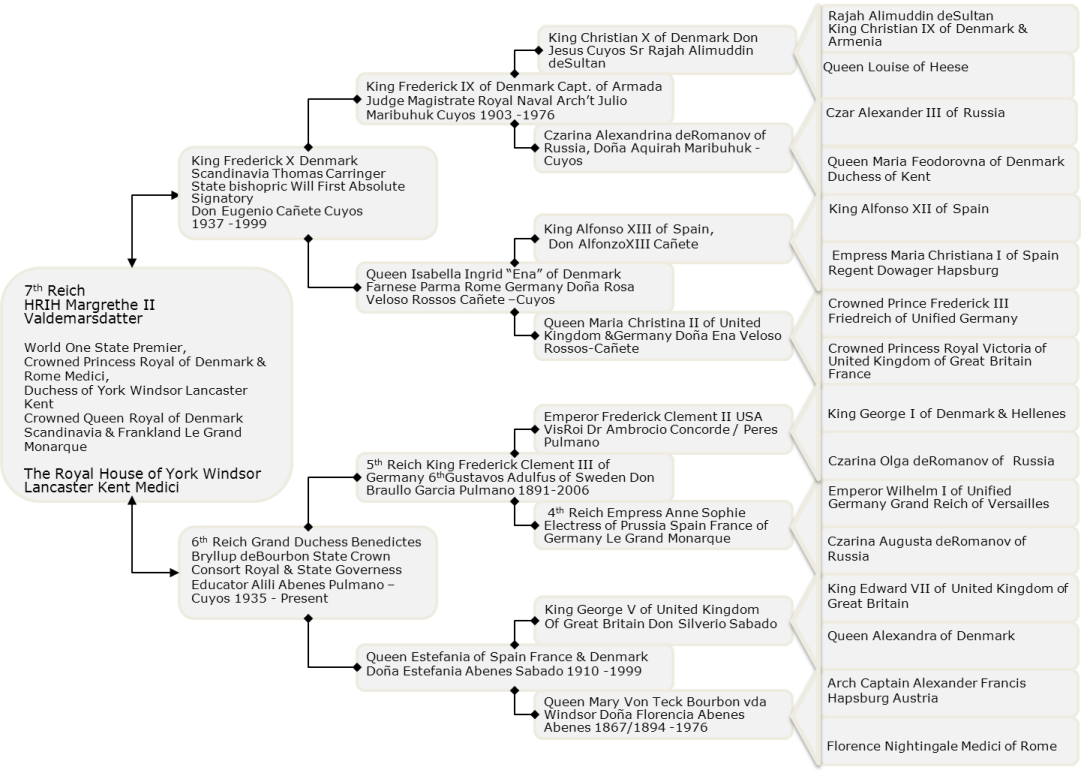 7th Reich
HRIH Margrethe II
Valdemarsdatter
World One State Premier,
Crowned Princess Royal of Denmark &
Rome Medici,
Duchess of York Windsor Lancaster
Kent
Crowned Queen Royal of Denmark
Scandinavia & Frankland Le Grand
Monarque
The Royal House of York Windsor
Lancaster Kent Medici
King Frederick X Denmark
Scandinavia Thomas Carringer
State bishopric Will First Absolute
Signatory
Don Eugenio Cañete Cuyos
1937 -1999
6th Reich Grand Duchess Benedictes
Bryllup deBourbon State Crown
Consort Royal & State Governess
Educator Alili Abenes Pulmano –
Cuyos 1935 - Present
King Frederick IX of Denmark Capt. of Armada
Judge Magistrate Royal Naval Arch’t Julio
Maribuhuk Cuyos 1903 -1976
Queen Isabella Ingrid “Ena” of Denmark
Farnese Parma Rome Germany Doña Rosa
Veloso Rossos Cañete –Cuyos
5th Reich King Frederick Clement III of
Germany 6thGustavos Adulfus of Sweden Don
Braullo Garcia Pulmano 1891-2006
Queen Estefania of Spain France & Denmark
Doña Estefania Abenes Sabado 1910 -1999
King Christian X of Denmark Don
Jesus Cuyos Sr Rajah Alimuddin
deSultan
Czarina Alexandrina deRomanov of
Russia, Doña Aquirah Maribuhuk -
Cuyos
King Alfonso XIII of Spain,
Don AlfonzoXIII Cañete
Queen Maria Christina II of United
Kingdom &Germany Doña Ena Veloso
Rossos-Cañete
Emperor Frederick Clement II USA
VisRoi Dr Ambrocio Concorde / Peres
Pulmano
4th Reich Empress Anne Sophie
Electress of Prussia Spain France of
Germany Le Grand Monarque
King George V of United Kingdom
Of Great Britain Don Silverio Sabado
Queen Mary Von Teck Bourbon vda
Windsor Doña Florencia Abenes
Abenes 1867/1894 -1976
Rajah Alimuddin deSultan
King Christian IX of Denmark &
Armenia
Queen Louise of Heese
Czar Alexander III of Russia
Queen Maria Feodorovna of Denmark
Duchess of Kent
King Alfonso XII of Spain
Empress Maria Christiana I of Spain
Regent Dowager Hapsburg
Crowned Prince Frederick III
Friedreich of Unified Germany
Crowned Princess Royal Victoria of
United Kingdom of Great Britain
France
King George I of Denmark & Hellenes
Czarina Olga deRomanov of Russia
Emperor Wilhelm I of Unified
Germany Grand Reich of Versailles
Czarina Augusta deRomanov of
Russia
King Edward VII of United Kingdom of
Great Britain
Queen Alexandra of Denmark
Arch Captain Alexander Francis
Hapsburg Austria
Florence Nightingale Medici of Rome